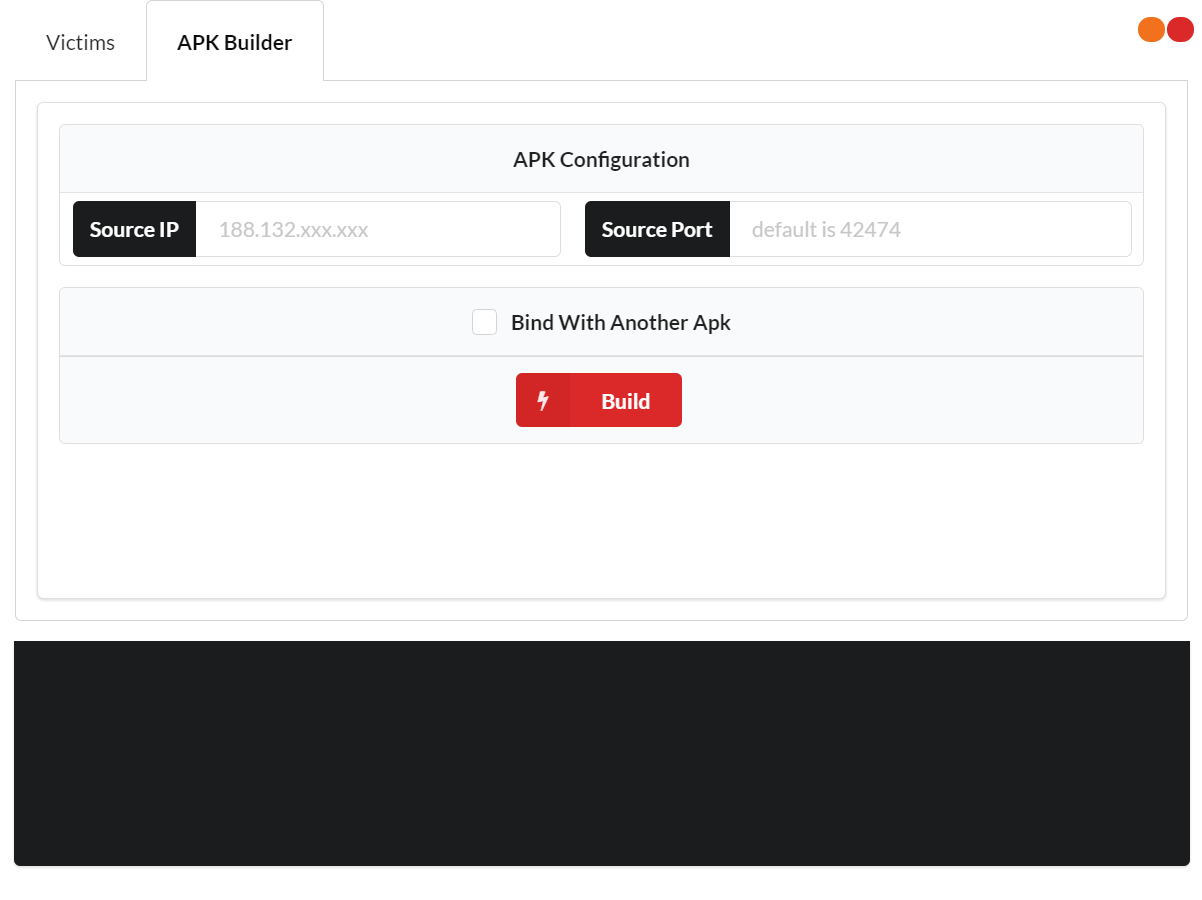 Victims
APK Builder
APK Configuration
Source IP 188.132.xxx.xxx Source Port default is 42474
Bind With Another Apk
Build